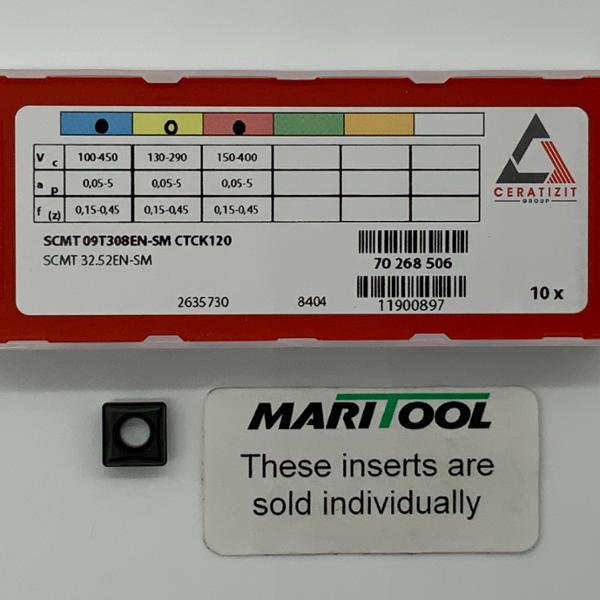 CERATIZIT
GROUP
V c 100-450 130-290 150-400
a p 0,05-5 0,05-5 0,05-5
f (z) 0,15-0,45 0,15-0,45 0,15-0,45
SCMT 09T308EN-SM CTCK120
SCMT 32.52EN-SM
70 268 506
2635730 8404 11900897 10 x
MARITOOL
These inserts are
sold individually